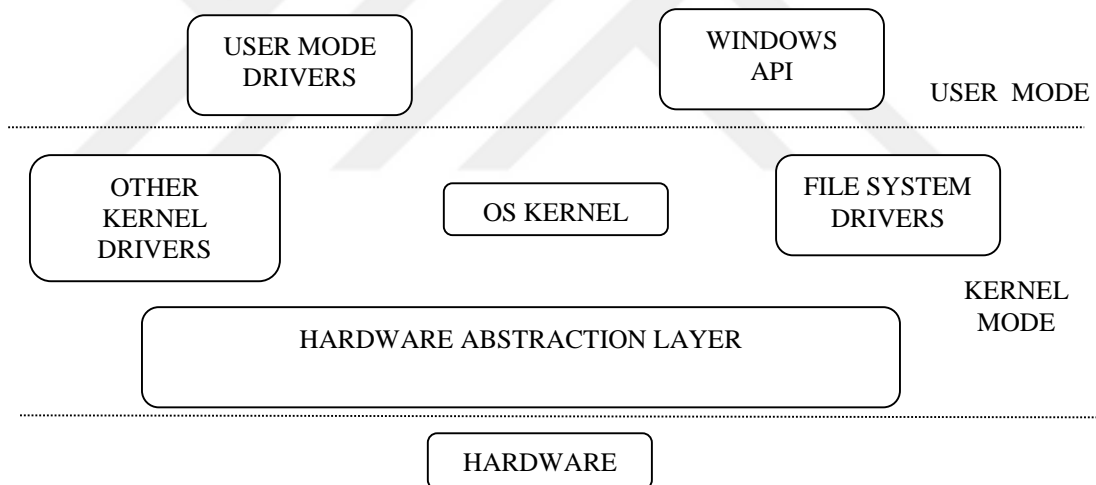 USER MODE
DRIVERS
WINDOWS
API
USER MODE
OTHER
KERNEL
DRIVERS
OS KERNEL
FILE SYSTEM
DRIVERS
KERNEL
MODE
HARDWARE ABSTRACTION LAYER
HARDWARE